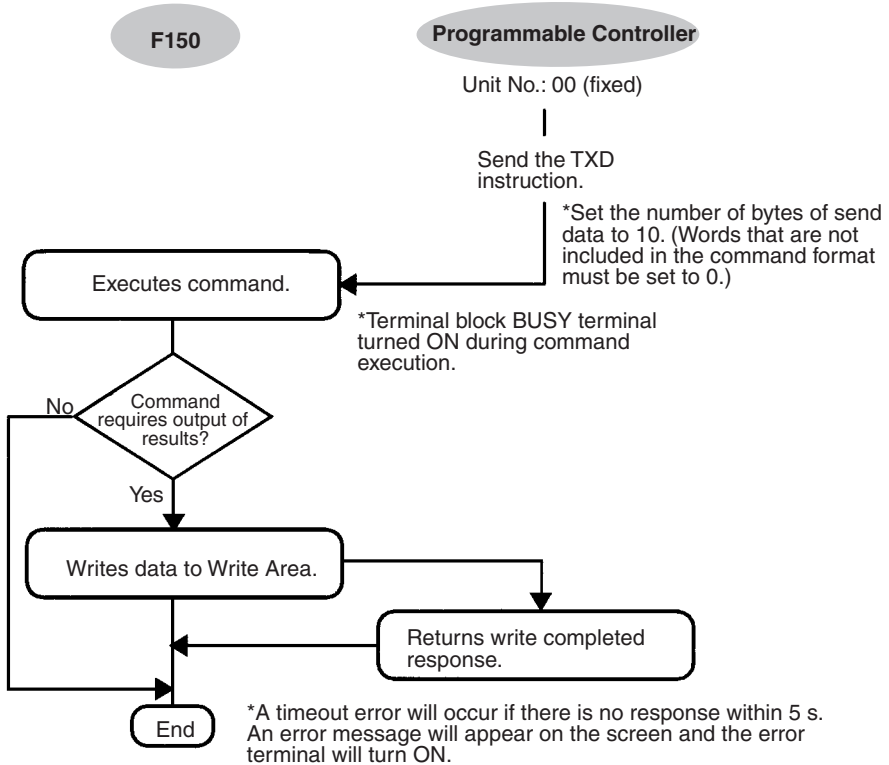 F150
Programmable Controller
Unit No.: 00 (fixed)
Send the TXD
instruction.
*Set the number of bytes of send
data to 10. (Words that are not
included in the command format
must be set to 0.)
Executes command.
*Terminal block BUSY terminal
turned ON during command
execution.
No
Command
requires output of
results?
Yes
Writes data to Write Area.
Returns write completed
response.
End
*A timeout error will occur if there is no response within 5 s.
An error message will appear on the screen and the error
terminal will turn ON.